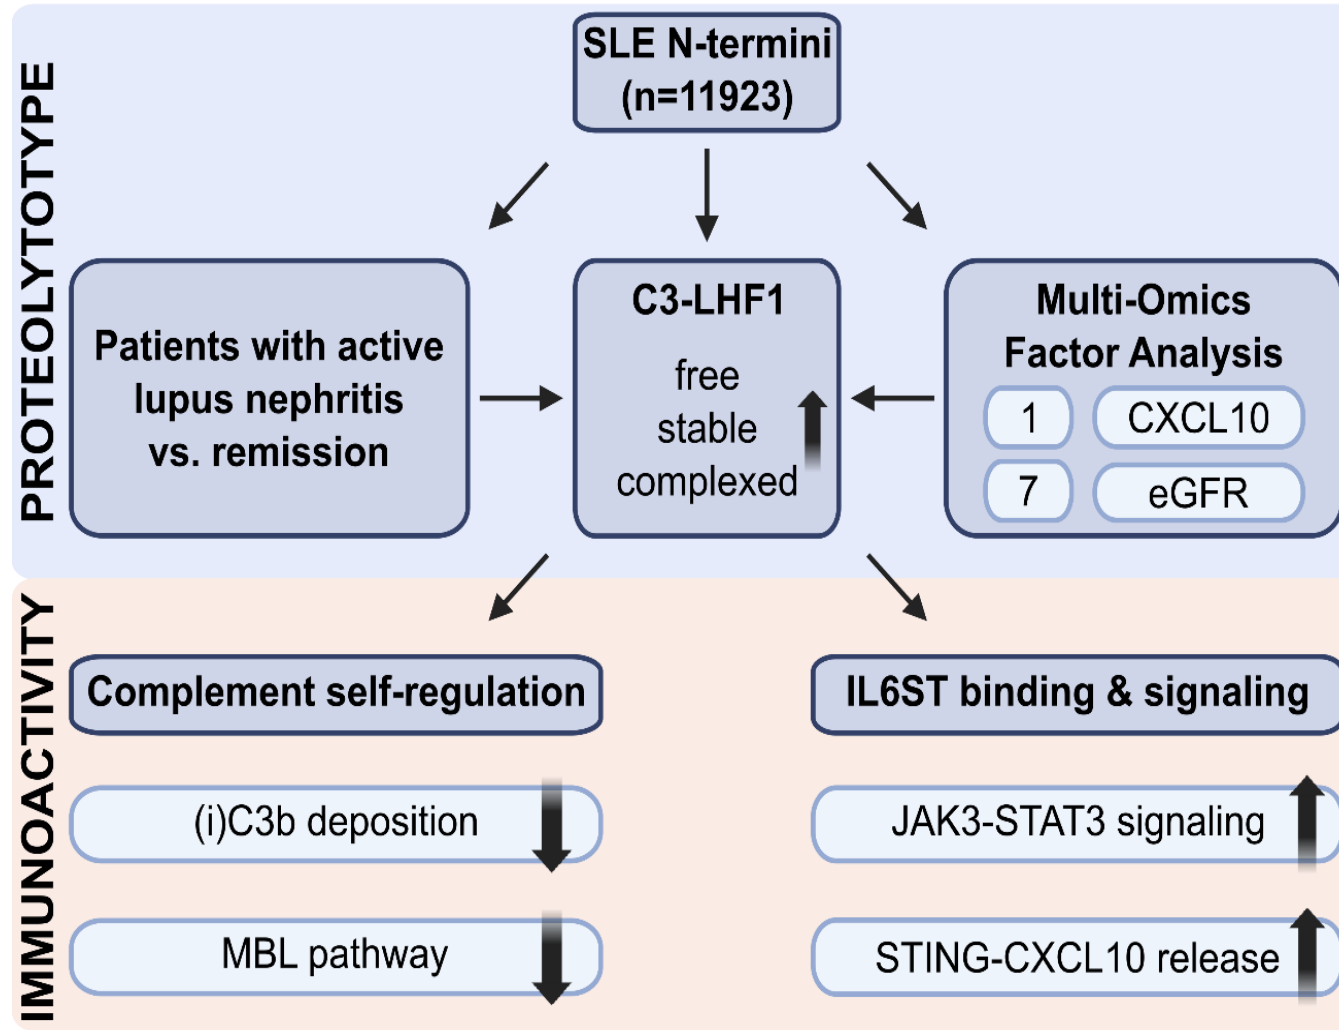 PROTEOLYTOTYPE
SLE N-termini
(n=11923)
Patients with active
lupus nephritis
vs. remission
C3-LHF1
free
stable
complexed
Multi-Omics
Factor Analysis
1 CXCL10
7 eGFR
IMMUNOACTIVITY
Complement self-regulation
(i)C3b deposition
MBL pathway
IL6ST binding & signaling
JAK3-STAT3 signaling
STING-CXCL10 release